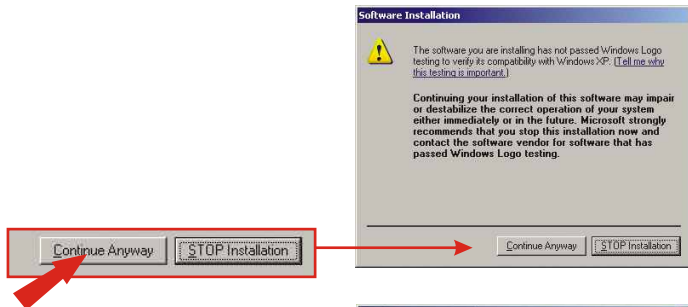 Software Installation
The software you are installing has not passed Windows Logo
testing to verify its compatibility with Windows XP. (Tell me why
this testing is important.)
Continuing your installation of this software may impair
or destabilize the correct operation of your system
either immediately or in the future. Microsoft strongly
recommends that you stop this installation now and
contact the software vendor for software that has
passed Windows Logo testing.
Continue Anyway STOP Installation
Continue Anyway STOP Installation